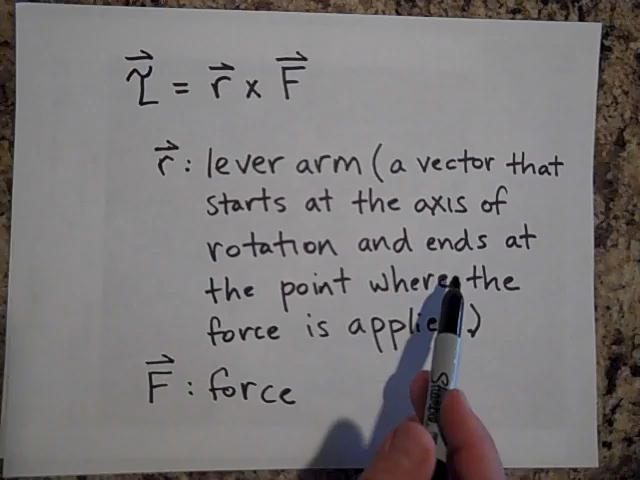 τ⃗ = r⃗ x F⃗
r⃗ : lever arm (a vector that
starts at the axis of
rotation and ends at
the point where the
force is applied)
F⃗ : force
Sharpie